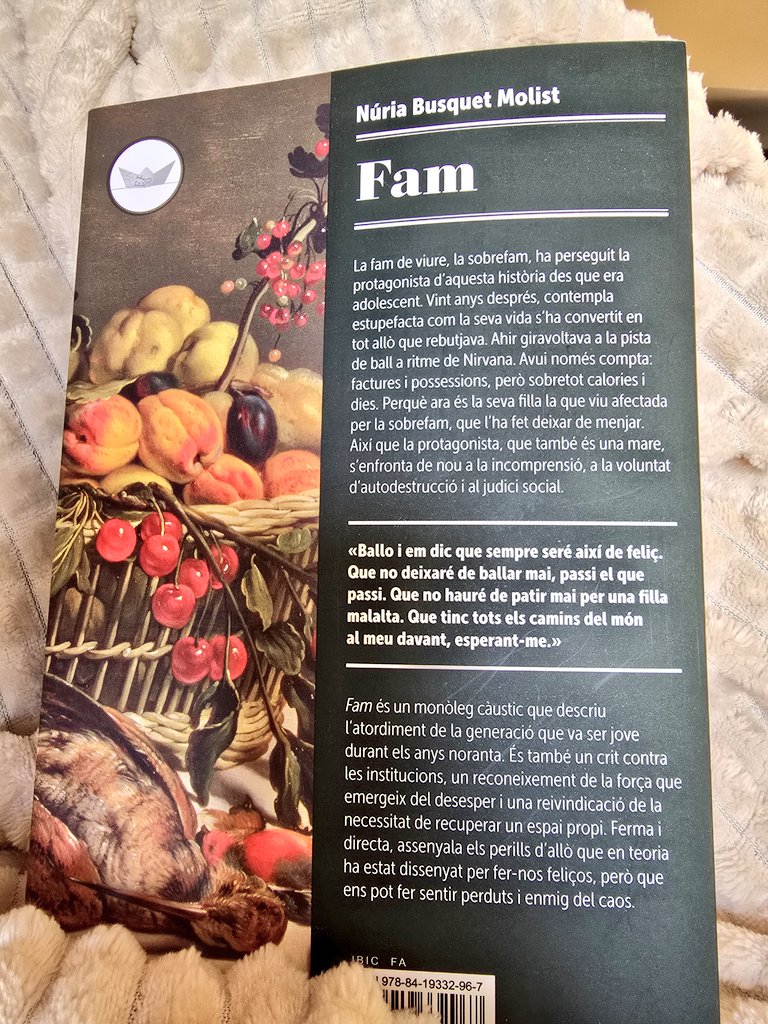 Núria Busquet Molist
Fam
La fam de viure, la sobrefam, ha perseguit la
protagonista d'aquesta història des que era
adolescent. Vint anys després, contempla
estupefacta com la seva vida s'ha convertit en
tot allò que rebutjava. Ahir giravoltava a la pista
de ball a ritme de Nirvana. Avui només compta:
factures i possessions, però sobretot calories i
dies. Perquè ara és la seva filla la que viu afectada
per la sobrefam, que l'ha fet deixar de menjar.
Així que la protagonista, que també és una mare,
s'enfronta de nou a la incomprensió, a la voluntat
d'autodestrucció i al judici social.
«Ballo i em dic que sempre seré així de feliç.
Que no deixaré de ballar mai, passi el que
passi. Que no hauré de patir mai per una filla
malalta. Que tinc tots els camins del món
al meu davant, esperant-me.»
Fam és un monòleg càustic que descriu
l'atordiment de la generació que va ser jove
durant els anys noranta. És també un crit contra
les institucions, un reconeixement de la força que
emergeix del desesper i una reivindicació de la
necessitat de recuperar un espai propi. Ferma i
directa, assenyala els perills d'allò que en teoria
ha estat dissenyat per fer-nos feliços, però que
ens pot fer sentir perduts i enmig del caos.
IBIC FA
978-84-19332-96-7